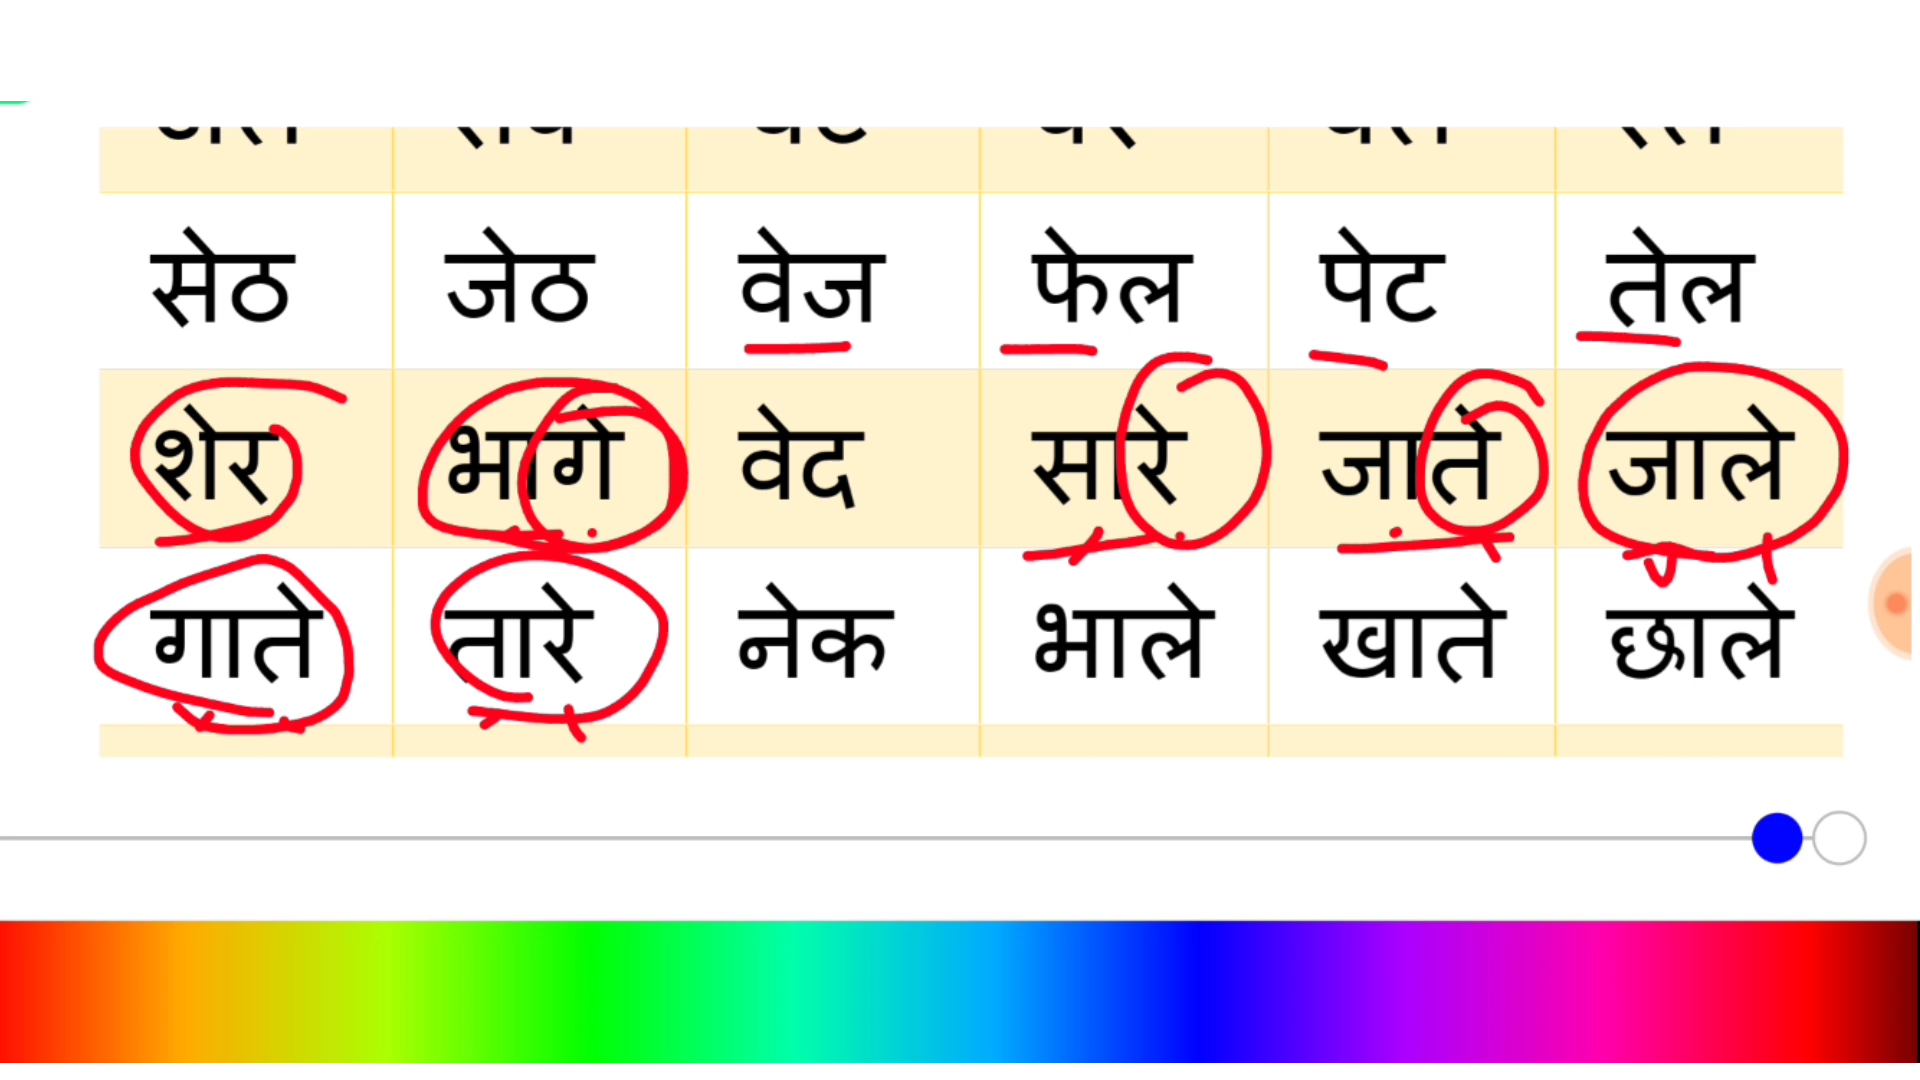 सेठ जेठ वेज फेल पेट तेल
शेर भागे वेद सारे जाते जाले
गाते तारे नेक भाले खाते छाले